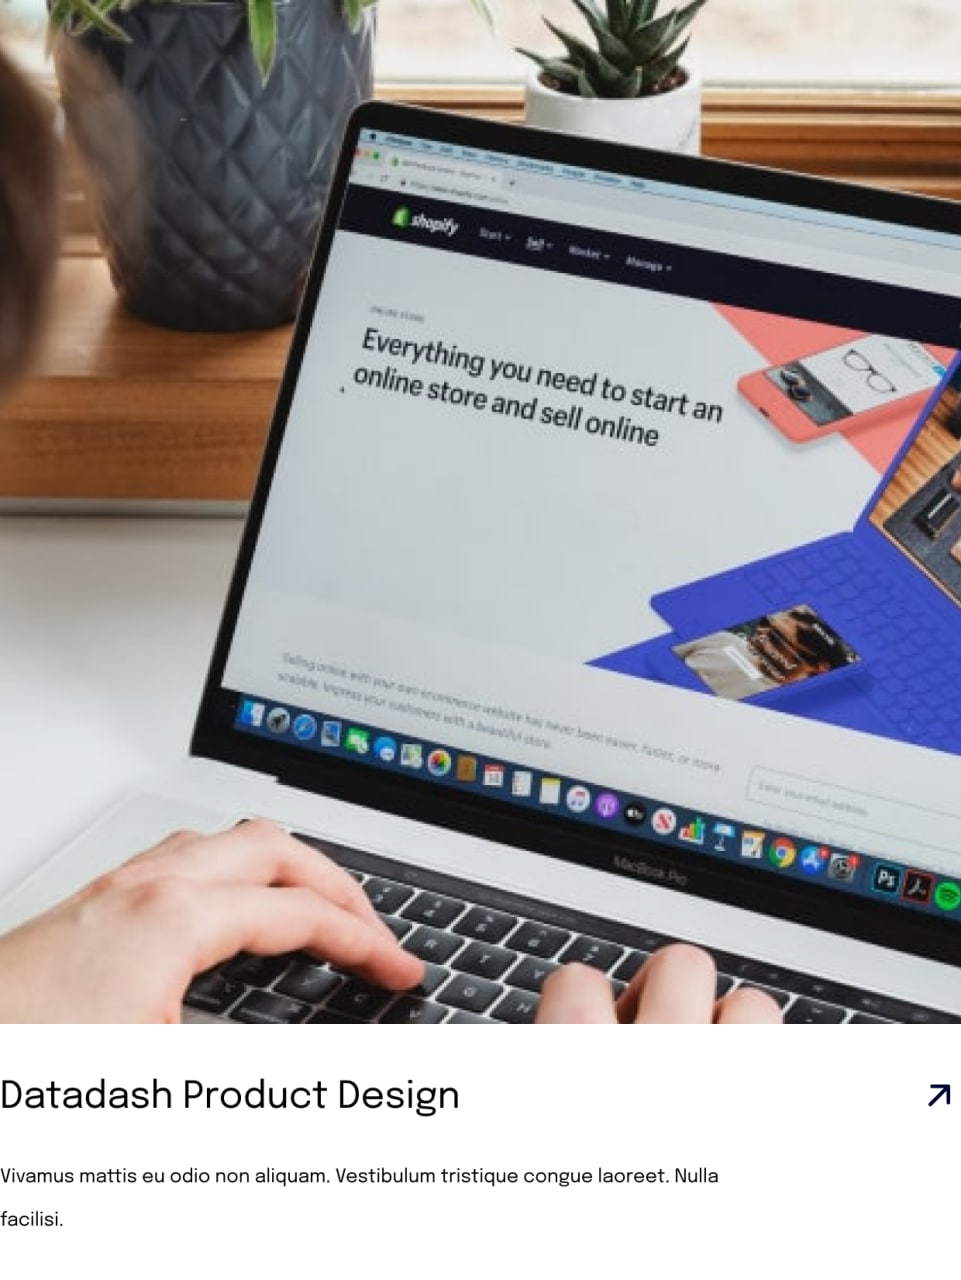 shopify
Start Sell Market Manage
ONLINE STORE
Everything you need to start an
online store and sell online
Selling online with your own ecommerce website has never been easier, faster, or more
scalable. Impress your customers with a beautiful store.
Enter your email address
MacBook Pro
Ps
Datadash Product Design
Vivamus mattis eu odio non aliquam. Vestibulum tristique congue laoreet. Nulla
facilisi.